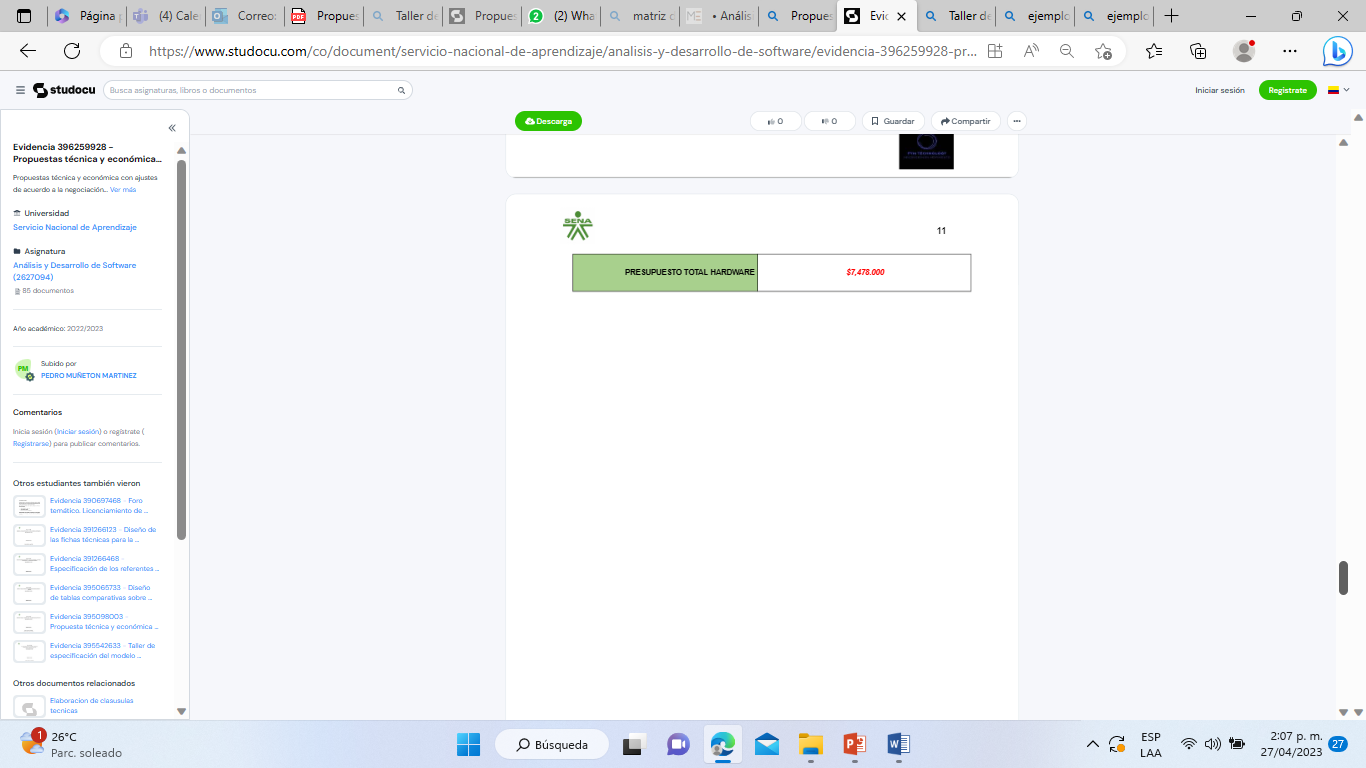 Página p
(4) Cale
Correo:
Propues
Taller de
Propues
(2) Wha
matriz d
• Anális
Propues
Evic
Taller de
ejemplo
ejemplo
https://www.studocu.com/co/document/servicio-nacional-de-aprendizaje/analisis-y-desarrollo-de-software/evidencia-396259928-pr...
studocu
Busca asignaturas, libros o documentos
Iniciar sesión
Regístrate
Descarga
0
0
Guardar
Compartir
Evidencia 396259928 -
Propuestas técnica y económica...
Propuestas técnica y económica con ajustes
de acuerdo a la negociación... Ver más
Universidad
Servicio Nacional de Aprendizaje
Asignatura
Análisis y Desarrollo de Software
(2627094)
85 documentos
Año académico: 2022/2023
PM
Subido por
PEDRO MUÑETON MARTINEZ
Comentarios
Inicia sesión (Iniciar sesión) o regístrate (
Registrarse) para publicar comentarios.
Otros estudiantes también vieron
Evidencia 390697468 - Foro
temático. Licenciamiento de ...
Evidencia 391266123 - Diseño de
las fichas técnicas para la ...
Evidencia 391266468 -
Especificación de los referentes ...
Evidencia 395065733 - Diseño
de tablas comparativas sobre ...
Evidencia 395098003 -
Propuesta técnica y económica ...
Evidencia 395542633 - Taller de
especificación del modelo ...
Otros documentos relacionados
Elaboracion de clasusulas
tecnicas
SENA
11
PRESUPUESTO TOTAL HARDWARE
$7,478.000
1
26°C
Parc. soleado
Búsqueda
ESP
LAA
2:07 p. m.
27/04/2023
27